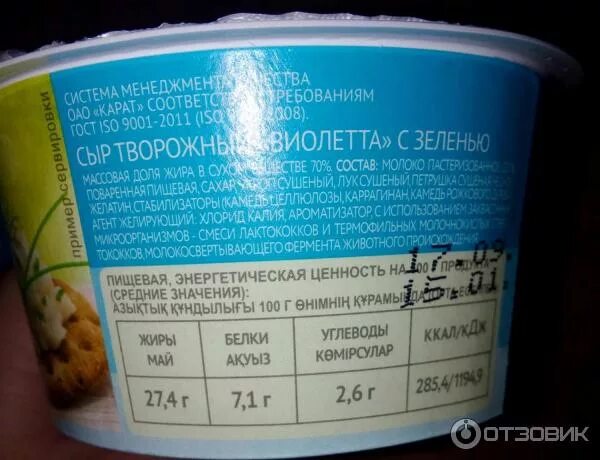 СИСТЕМА МЕНЕДЖМЕНТА КАЧЕСТВА
ОАО "КАРАТ" СООТВЕТСТВ ТРЕБОВАНИЯМ
ГОСТ ISO 9001-2011 (ISO 2008).
СЫР ТВОРОЖНЫЙ «ВИОЛЕТТА» С ЗЕЛЕНЬЮ
МАССОВАЯ ДОЛЯ ЖИРА В СУХОМ ВЕЩЕСТВЕ 70%. СОСТАВ: МОЛОКО ПАСТЕРИЗОВАННОЕ
ПОВАРЕННАЯ ПИЩЕВАЯ, САХАР СУШЕНЫЙ, ЛУК СУШЕНЫЙ, ПЕТРУШКА СУШЕНАЯ
ЖЕЛАТИН, СТАБИЛИЗАТОРЫ (КАМЕДЬ ЦЕЛЛЮЛОЗЫ, КАРРАГИНАН, КАМЕДЬ РОЖКОВОГО
АГЕНТ ЖЕЛИРУЮЩИЙ: ХЛОРИД КАЛИЯ, АРОМАТИЗАТОР С ИСПОЛЬЗОВАНИЕМ
МИКРООРГАНИЗМОВ - СМЕСИ ЛАКТОКОККОВ И ТЕРМОФИЛЬНЫХ МОЛОЧНОКИСЛЫХ
ТОКОККОВ, МОЛОКОСВЕРТЫВАЮЩЕГО ФЕРМЕНТА ЖИВОТНОГО ПРОИСХОЖДЕНИЯ
пример сервировки
ПИЩЕВАЯ, ЭНЕРГЕТИЧЕСКАЯ ЦЕННОСТЬ НА 100 Г ПРОДУКТА
(СРЕДНИЕ ЗНАЧЕНИЯ):
АЗЫҚТЫҚ ҚҰНДЫЛЫҒЫ 100 Г ӨНІМНІҢ ҚҰРАМЫНДА
ЖИРЫ БЕЛКИ УГЛЕВОДЫ ККАЛ/КДЖ
МАЙ АҚУЫЗ КӨМІРСУЛАР
27,4 г 7,1 г 2,6 г 285,4/1194,9
ОТЗОВИК